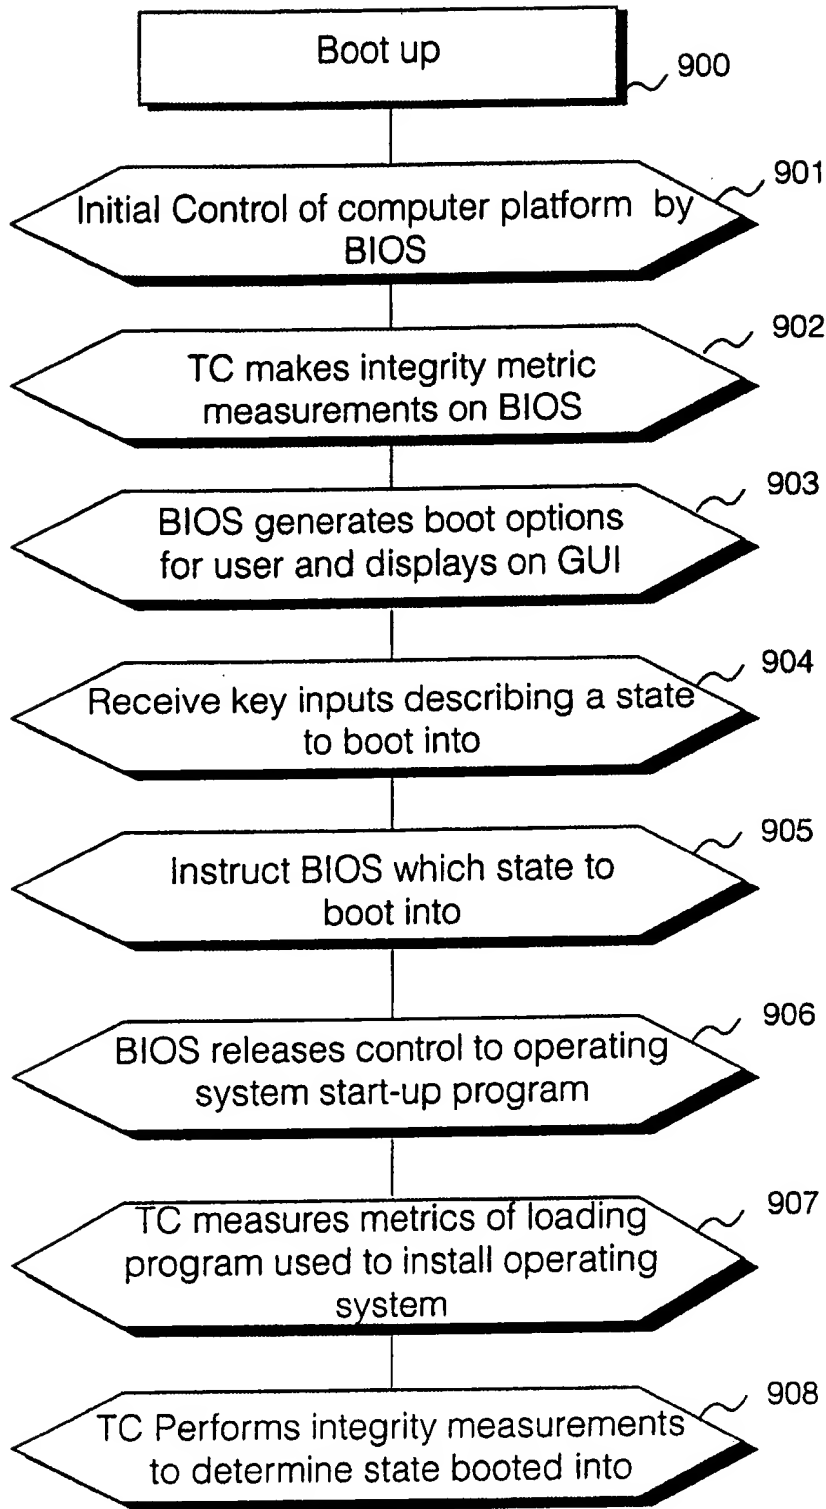 Boot up
900
901
Initial Control of computer platform by
BIOS
902
TC makes integrity metric
measurements on BIOS
903
BIOS generates boot options
for user and displays on GUI
904
Receive key inputs describing a state
to boot into
905
Instruct BIOS which state to
boot into
906
BIOS releases control to operating
system start-up program
907
TC measures metrics of loading
program used to install operating
system
908
TC Performs integrity measurements
to determine state booted into